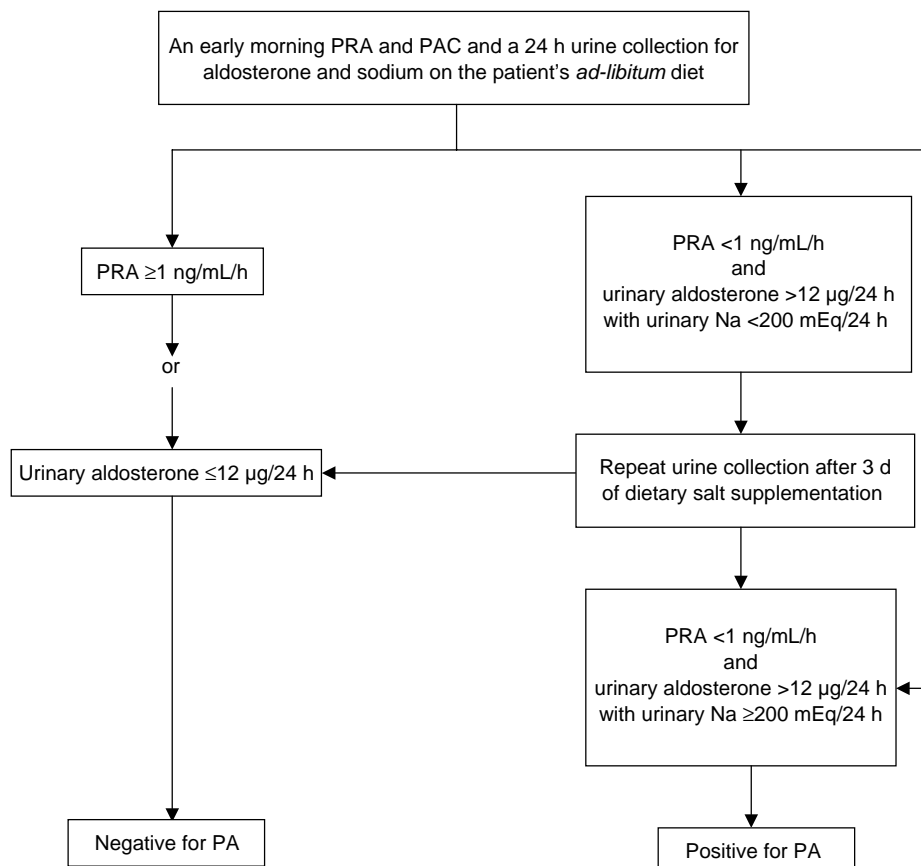 An early morning PRA and PAC and a 24 h urine collection for
aldosterone and sodium on the patient's ad-libitum diet
PRA ≥1 ng/mL/h
or
Urinary aldosterone ≤12 µg/24 h
Negative for PA
PRA <1 ng/mL/h
and
urinary aldosterone >12 µg/24 h
with urinary Na <200 mEq/24 h
Repeat urine collection after 3 d
of dietary salt supplementation
PRA <1 ng/mL/h
and
urinary aldosterone >12 µg/24 h
with urinary Na ≥200 mEq/24 h
Positive for PA